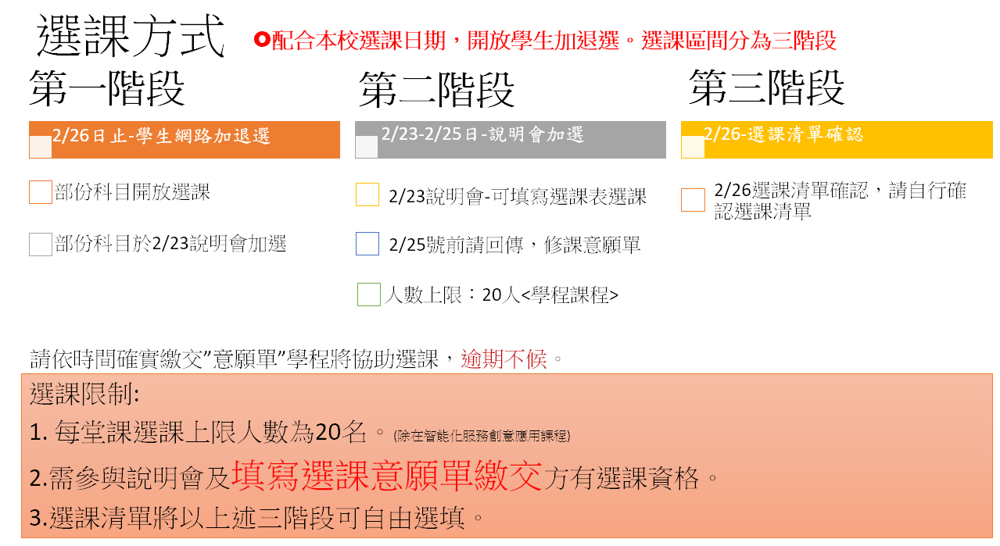 選課方式
配合本校選課日期，開放學生加退選。選課區間分為三階段
第一階段
2/26日止-學生網路加退選
部份科目開放選課
部份科目於2/23說明會加選
第二階段
2/23-2/25日-說明會加選
2/23說明會-可填寫選課表選課
2/25號前請回傳，修課意願單
人數上限：20人<學程課程>
第三階段
2/26-選課清單確認
2/26選課清單確認，請自行確
認選課清單
請依時間確實繳交”意願單”學程將協助選課，逾期不候。
選課限制:
1. 每堂課選課上限人數為20名。(除在智能化服務創意應用課程)
2.需參與說明會及填寫選課意願單繳交方有選課資格。
3.選課清單將以上述三階段可自由選填。